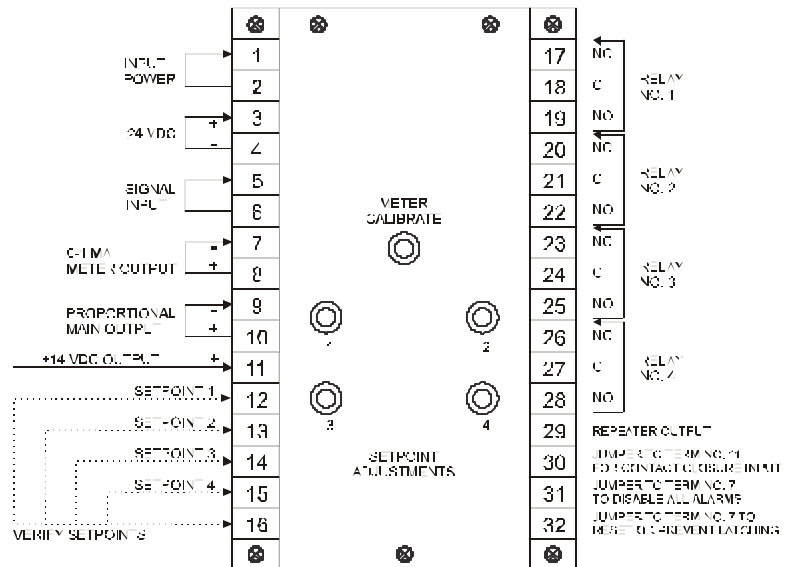 INPUT
POWER
24 VDC
+
-
SIGNAL
INPUT
0-1 MA
METER OUTPUT
-
+
PROPORTIONAL
MAIN OUTPUT
-
+
+14 VDC OUTPUT +
SETPOINT 1
SETPOINT 2
SETPOINT 3
SETPOINT 4
VERIFY SETPOINTS
1
2
3
4
5
6
7
8
9
10
11
12
13
14
15
16
METER
CALIBRATE
1
2
3
4
SETPOINT
ADJUSTMENTS
17
18
19
20
21
22
23
24
25
26
27
28
29
30
31
32
NC
C
NO
RELAY
NO. 1
NC
C
NO
RELAY
NO. 2
NC
C
NO
RELAY
NO. 3
NC
C
NO
RELAY
NO. 4
REPEATER OUTPUT
JUMPER TO TERM NO. 11
FOR CONTACT CLOSURE INPUT
JUMPER TO TERM NO. 7
TO DISABLE ALL ALARMS
JUMPER TO TERM NO. 7 TO
RESET OR PREVENT LATCHING